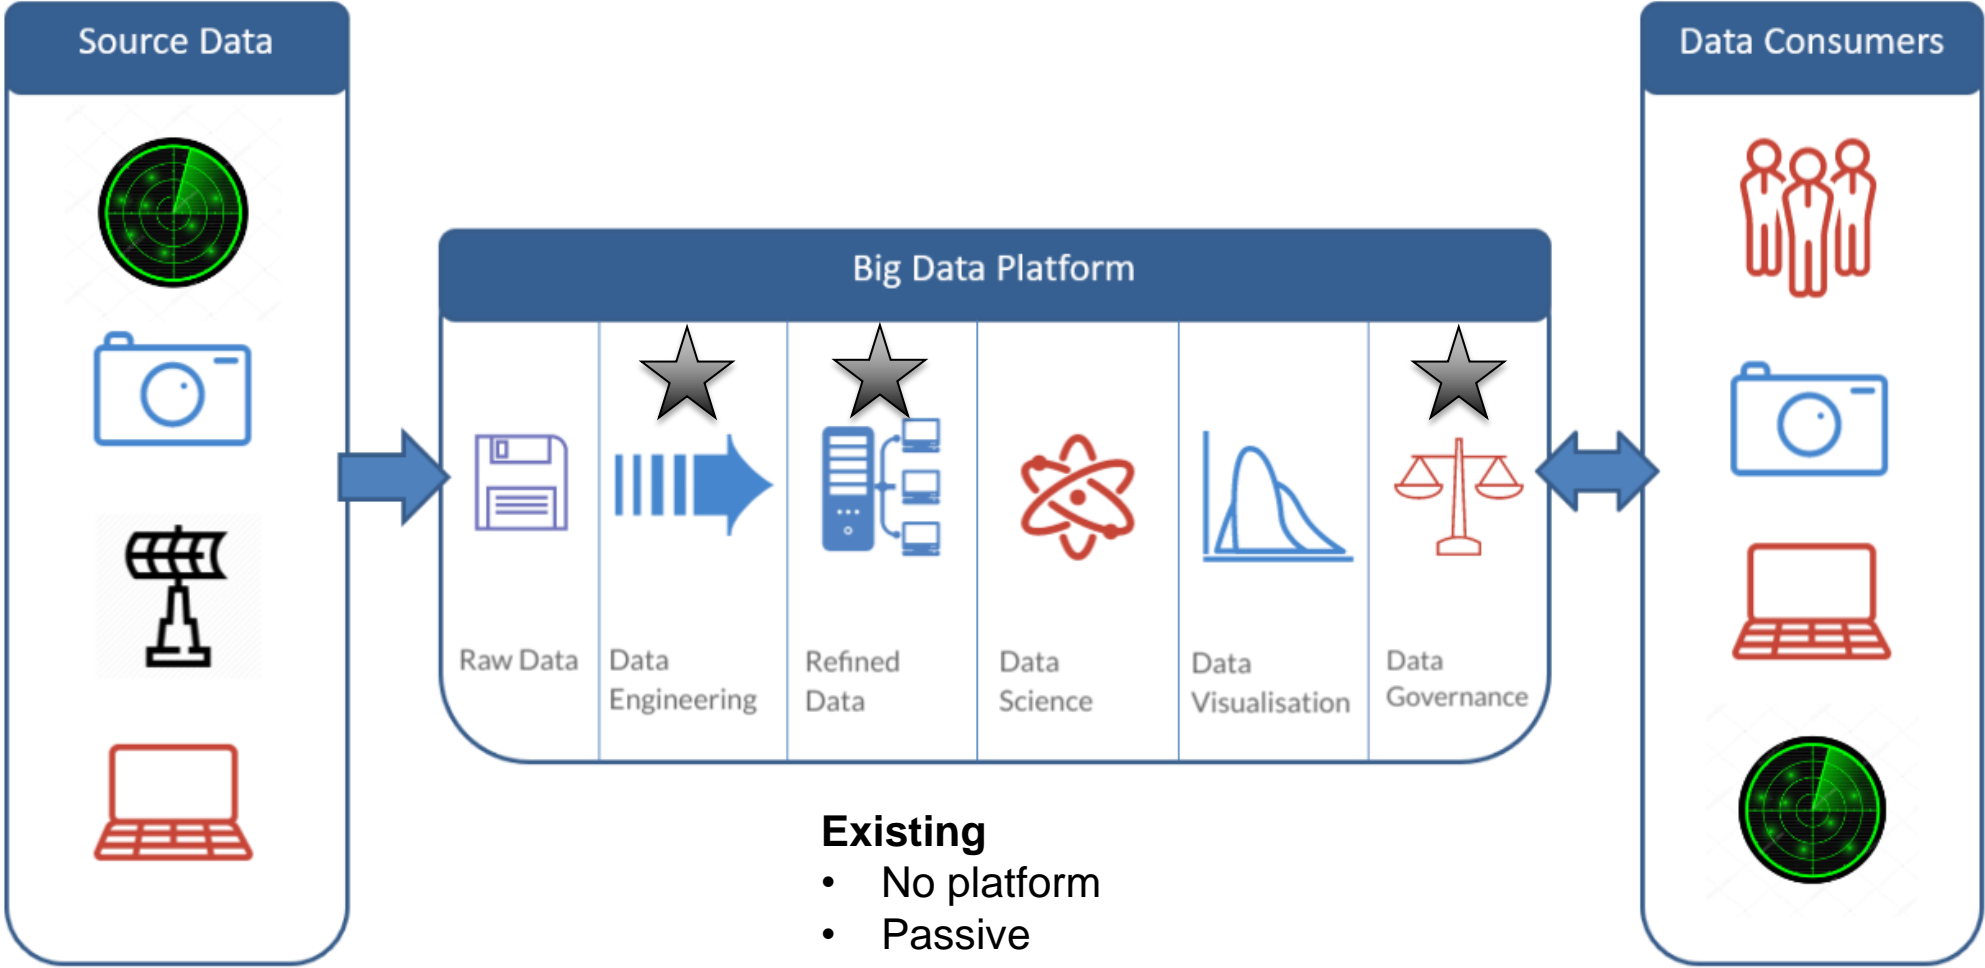 Source Data
Data Consumers
Big Data Platform
Raw Data
Data
Engineering
Refined
Data
Data
Science
Data
Visualisation
Data
Governance
Existing
• No platform
• Passive